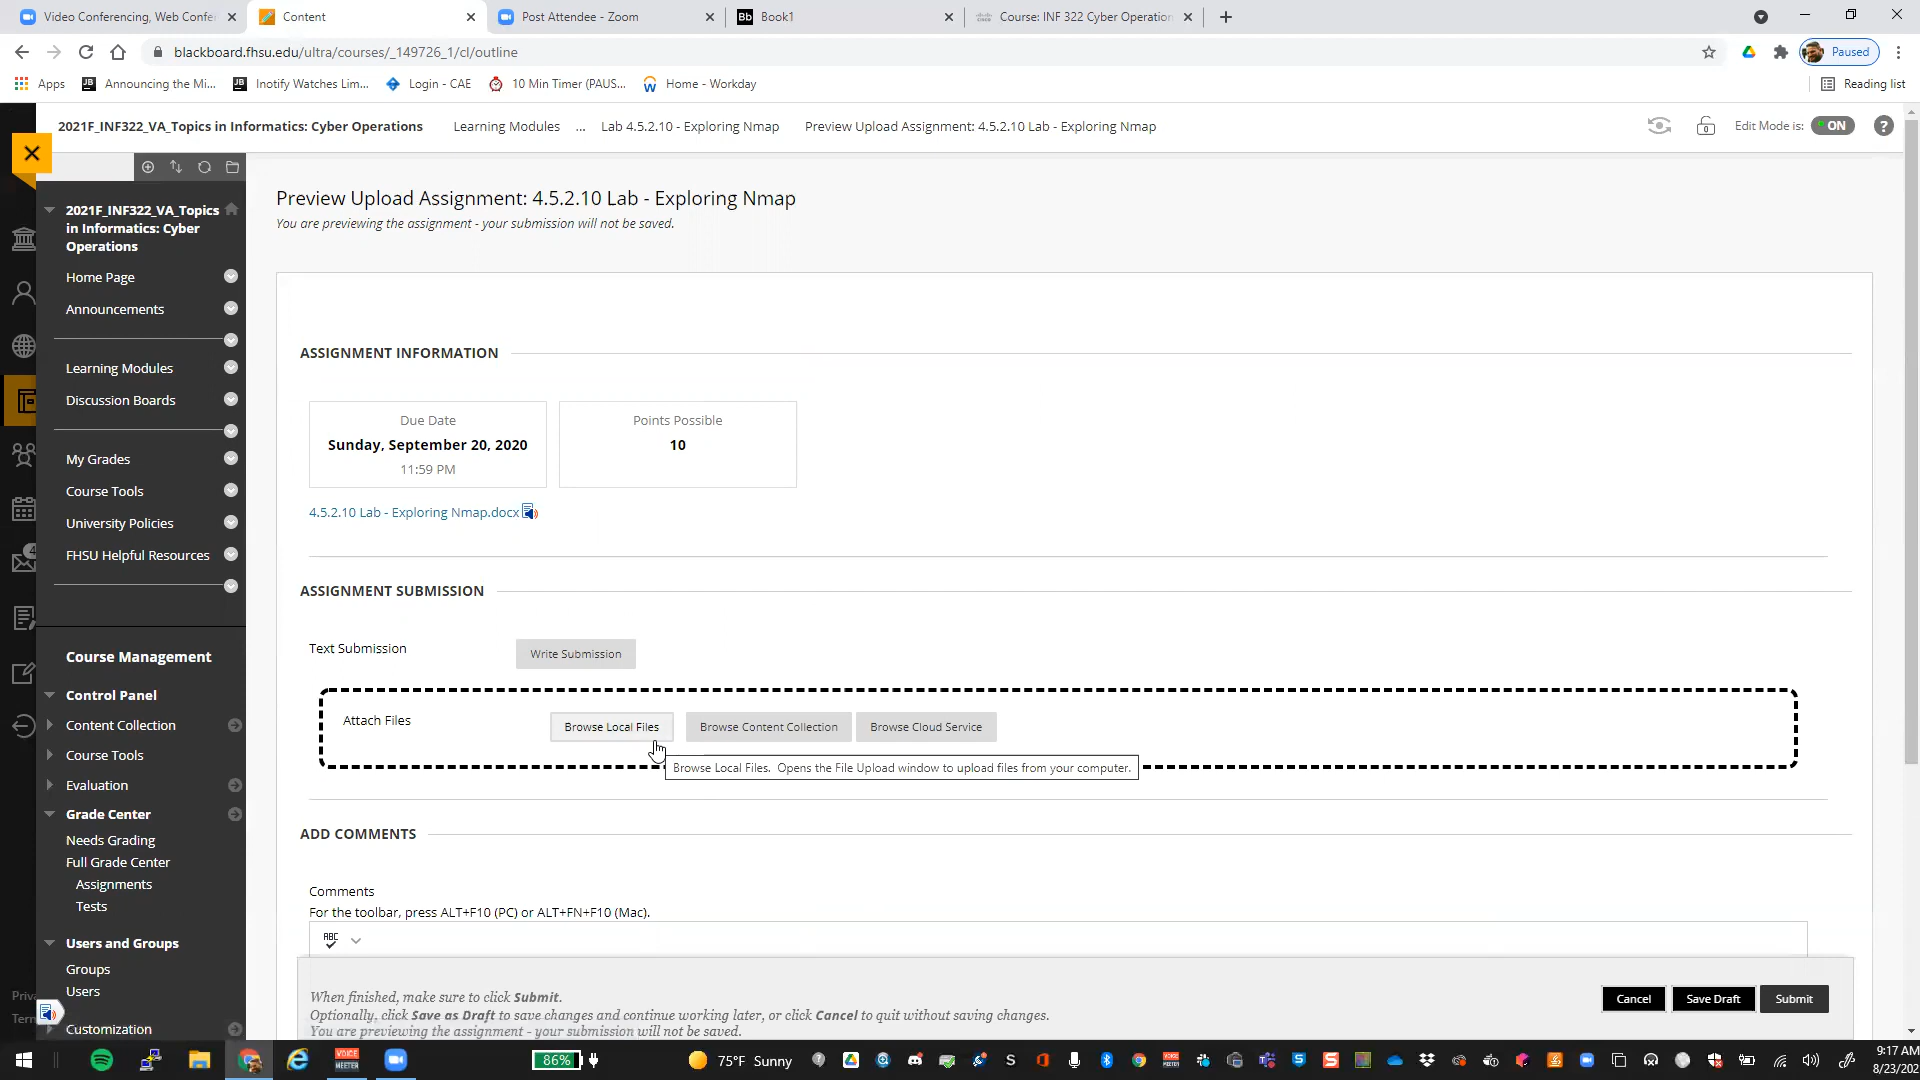 Video Conferencing, Web Confe
Content
Post Attendee - Zoom
Bb Book1
Course: INF 322 Cyber Operation
blackboard.fhsu.edu/ultra/courses/_149726_1/cl/outline
Paused
Apps
Announcing the Mi...
Inotify Watches Lim...
Login - CAE
10 Min Timer (PAUS...
Home - Workday
Reading list
2021F_INF322_VA_Topics in Informatics: Cyber Operations
Learning Modules
...
Lab 4.5.2.10 - Exploring Nmap
Preview Upload Assignment: 4.5.2.10 Lab - Exploring Nmap
Edit Mode is:
ON
?
2021F_INF322_VA_Topics
in Informatics: Cyber
Operations
Home Page
Announcements
Learning Modules
Discussion Boards
My Grades
Course Tools
University Policies
FHSU Helpful Resources
Course Management
Control Panel
Content Collection
Course Tools
Evaluation
Grade Center
Needs Grading
Full Grade Center
Assignments
Tests
Users and Groups
Groups
Users
Customization
4
Priva
Term
Preview Upload Assignment: 4.5.2.10 Lab - Exploring Nmap
You are previewing the assignment - your submission will not be saved.
ASSIGNMENT INFORMATION
Due Date
Sunday, September 20, 2020
11:59 PM
Points Possible
10
4.5.2.10 Lab - Exploring Nmap.docx
ASSIGNMENT SUBMISSION
Text Submission
Write Submission
Attach Files
Browse Local Files
Browse Content Collection
Browse Cloud Service
Browse Local Files. Opens the File Upload window to upload files from your computer.
ADD COMMENTS
Comments
For the toolbar, press ALT+F10 (PC) or ALT+FN+F10 (Mac).
ABC
When finished, make sure to click Submit.
Optionally, click Save as Draft to save changes and continue working later, or click Cancel to quit without saving changes.
You are previewing the assignment - your submission will not be saved.
Cancel
Save Draft
Submit
VOICE
MEETER
86%
75°F Sunny
9:17 AM
8/23/202